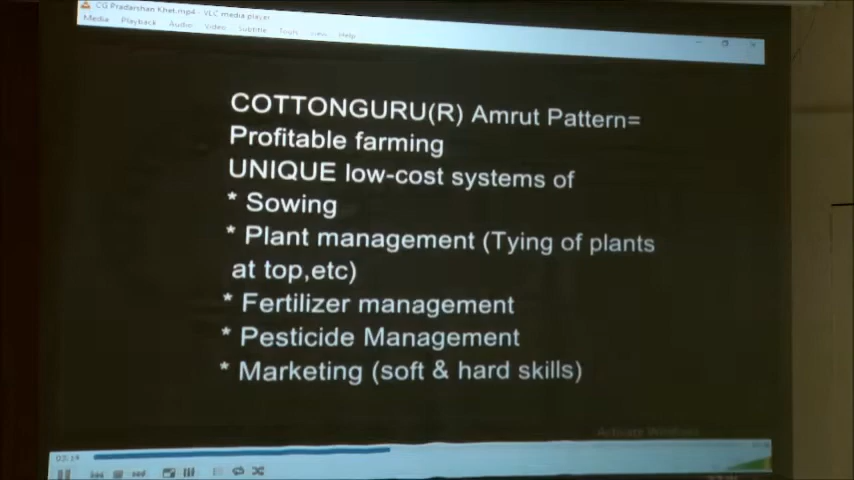 CG Pradarshan Khet.mp4 - VLC media player
Media Playback Audio Video Subtitle Tools View Help
COTTONGURU(R) Amrut Pattern=
Profitable farming
UNIQUE low-cost systems of
* Sowing
* Plant management (Tying of plants
at top,etc)
* Fertilizer management
* Pesticide Management
* Marketing (soft & hard skills)
Activate Windows